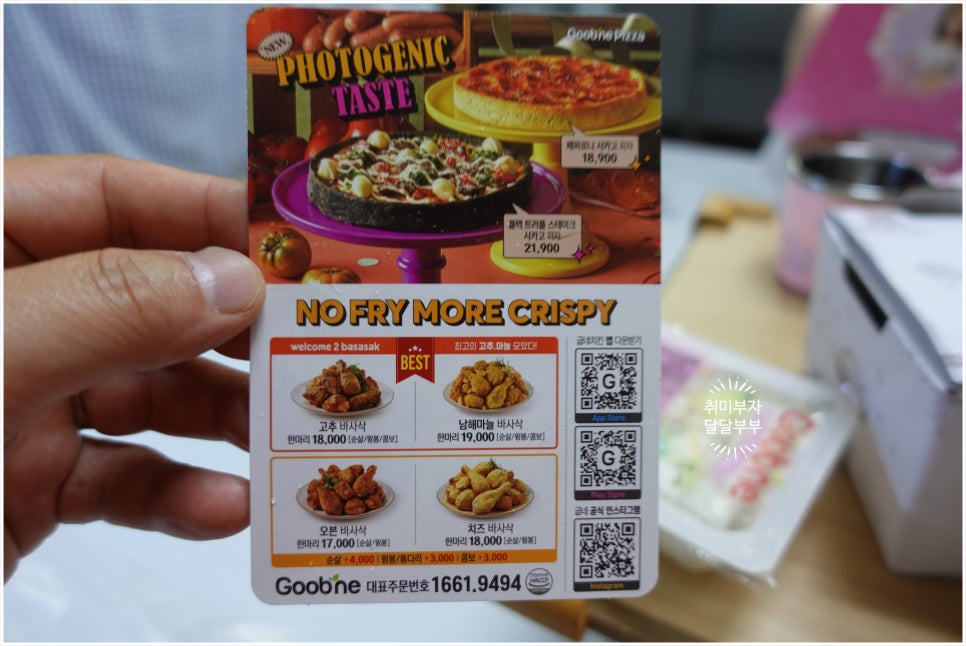 Goobne Pizza
NEW
PHOTOGENIC
TASTE
페퍼로니 시카고 피자
18,900
블랙 트러플 스테이크
시카고 피자
21,900
NO FRY MORE CRISPY
welcome 2 basasak
BEST
최고의 고추,마늘 모았다!
고추 바사삭
한마리 18,000 [순살/윙봉/콤보]
남해마늘 바사삭
한마리 19,000 [순살/윙봉/콤보]
오븐 바사삭
한마리 17,000 [순살/윙봉]
치즈 바사삭
한마리 18,000 [순살/윙봉]
순살 +4,000 | 윙봉/통다리 +3,000 | 콤보 +3,000
굽네치킨 앱 다운받기
G
App Store
G
Play Store
굽네 공식 인스타그램
Instagram
Goobne 대표주문번호 1661.9494
HACCP
취미부자
달달부부
Goobne